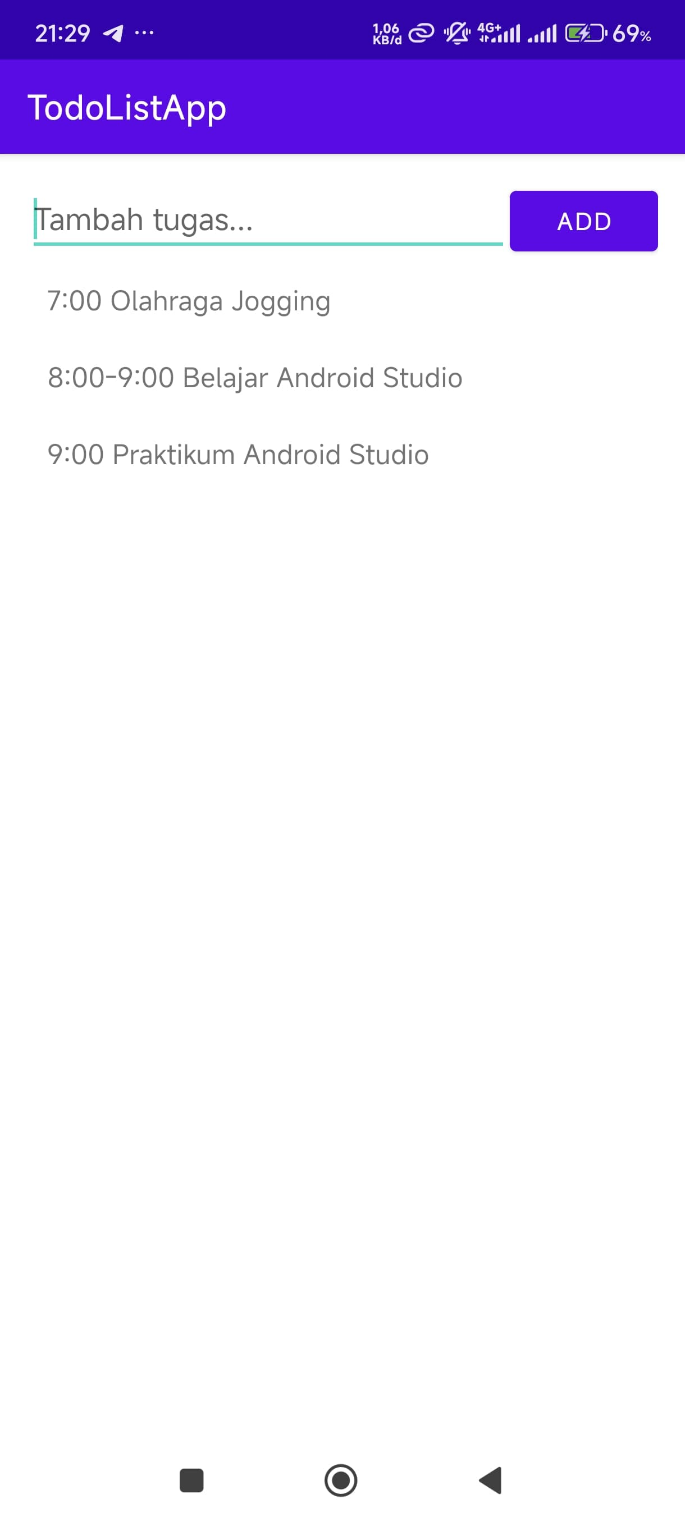 21:29 ... 1,06 KB/d 4G+ 69%
TodoListApp
Tambah tugas...
ADD
7:00 Olahraga Jogging
8:00-9:00 Belajar Android Studio
9:00 Praktikum Android Studio